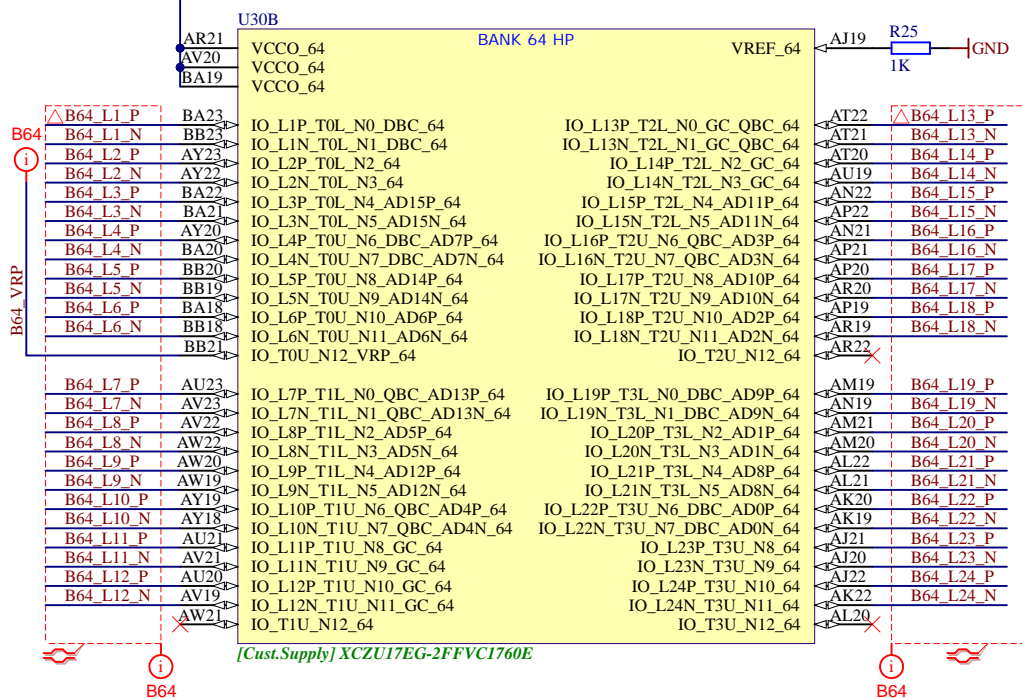 U30B
BANK 64 HP
AR21 VCCO_64
AV20 VCCO_64
BA19 VCCO_64
VREF_64 AJ19 R25 1K GND
B64
B64_VRP
B64_L1_P BA23 IO_L1P_T0L_N0_DBC_64
B64_L1_N BB23 IO_L1N_T0L_N1_DBC_64
B64_L2_P AY23 IO_L2P_T0L_N2_64
B64_L2_N AY22 IO_L2N_T0L_N3_64
B64_L3_P BA22 IO_L3P_T0L_N4_AD15P_64
B64_L3_N BA21 IO_L3N_T0L_N5_AD15N_64
B64_L4_P AY20 IO_L4P_T0U_N6_DBC_AD7P_64
B64_L4_N BA20 IO_L4N_T0U_N7_DBC_AD7N_64
B64_L5_P BB20 IO_L5P_T0U_N8_AD14P_64
B64_L5_N BB19 IO_L5N_T0U_N9_AD14N_64
B64_L6_P BA18 IO_L6P_T0U_N10_AD6P_64
B64_L6_N BB18 IO_L6N_T0U_N11_AD6N_64
BB21 IO_T0U_N12_VRP_64
B64_L7_P AU23 IO_L7P_T1L_N0_QBC_AD13P_64
B64_L7_N AV23 IO_L7N_T1L_N1_QBC_AD13N_64
B64_L8_P AV22 IO_L8P_T1L_N2_AD5P_64
B64_L8_N AW22 IO_L8N_T1L_N3_AD5N_64
B64_L9_P AW20 IO_L9P_T1L_N4_AD12P_64
B64_L9_N AW19 IO_L9N_T1L_N5_AD12N_64
B64_L10_P AY19 IO_L10P_T1U_N6_QBC_AD4P_64
B64_L10_N AY18 IO_L10N_T1U_N7_QBC_AD4N_64
B64_L11_P AU21 IO_L11P_T1U_N8_GC_64
B64_L11_N AV21 IO_L11N_T1U_N9_GC_64
B64_L12_P AU20 IO_L12P_T1U_N10_GC_64
B64_L12_N AV19 IO_L12N_T1U_N11_GC_64
AW21 IO_T1U_N12_64
IO_L13P_T2L_N0_GC_QBC_64 AT22 B64_L13_P
IO_L13N_T2L_N1_GC_QBC_64 AT21 B64_L13_N
IO_L14P_T2L_N2_GC_64 AT20 B64_L14_P
IO_L14N_T2L_N3_GC_64 AU19 B64_L14_N
IO_L15P_T2L_N4_AD11P_64 AN22 B64_L15_P
IO_L15N_T2L_N5_AD11N_64 AP22 B64_L15_N
IO_L16P_T2U_N6_QBC_AD3P_64 AN21 B64_L16_P
IO_L16N_T2U_N7_QBC_AD3N_64 AP21 B64_L16_N
IO_L17P_T2U_N8_AD10P_64 AP20 B64_L17_P
IO_L17N_T2U_N9_AD10N_64 AR20 B64_L17_N
IO_L18P_T2U_N10_AD2P_64 AP19 B64_L18_P
IO_L18N_T2U_N11_AD2N_64 AR19 B64_L18_N
IO_T2U_N12_64 AR22
IO_L19P_T3L_N0_DBC_AD9P_64 AM19 B64_L19_P
IO_L19N_T3L_N1_DBC_AD9N_64 AN19 B64_L19_N
IO_L20P_T3L_N2_AD1P_64 AM21 B64_L20_P
IO_L20N_T3L_N3_AD1N_64 AM20 B64_L20_N
IO_L21P_T3L_N4_AD8P_64 AL22 B64_L21_P
IO_L21N_T3L_N5_AD8N_64 AL21 B64_L21_N
IO_L22P_T3U_N6_DBC_AD0P_64 AK20 B64_L22_P
IO_L22N_T3U_N7_DBC_AD0N_64 AK19 B64_L22_N
IO_L23P_T3U_N8_64 AJ21 B64_L23_P
IO_L23N_T3U_N9_64 AJ20 B64_L23_N
IO_L24P_T3U_N10_64 AJ22 B64_L24_P
IO_L24N_T3U_N11_64 AK22 B64_L24_N
IO_T3U_N12_64 AL20
[Cust.Supply] XCZU17EG-2FFVC1760E
i
i
i
B64
B64